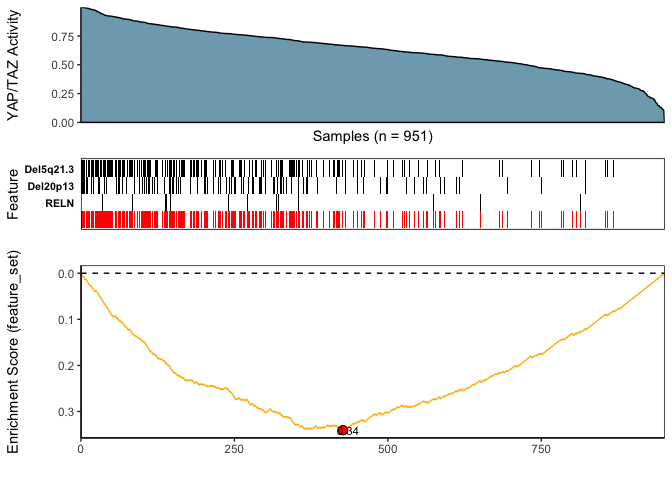 YAP/TAZ Activity
0.75
0.50
0.25
0.00
Samples (n = 951)
Feature
Del5q21.3
Del20p13
RELN
Enrichment Score (feature_set)
0.0
0.1
0.2
0.3
0 250 500 750